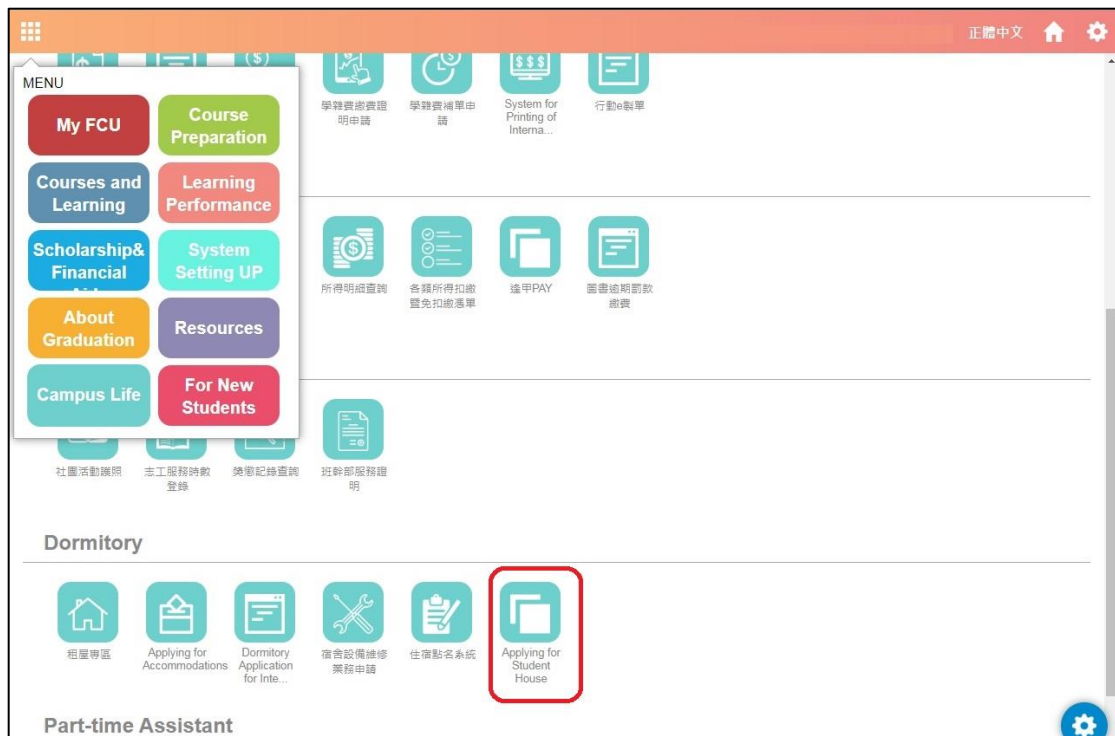 正體中文
MENU
My FCU
Course
Preparation
Courses and
Learning
Learning
Performance
Scholarship&
Financial
System
Setting UP
About
Graduation
Resources
Campus Life
For New
Students
學雜費繳費證
明申請
學雜費補單申
請
System for
Printing of
Interna...
行動e製單
所得明細查詢
各類所得扣繳
暨免扣繳憑單
逢甲PAY
圖書逾期罰款
繳費
社團活動護照
志工服務時數
登錄
獎懲記錄查詢
班幹部服務證
明
Dormitory
租屋專區
Applying for
Accommodations
Dormitory
Application
for Inte...
宿舍設備維修
業務申請
住宿點名系統
Applying for
Student
House
Part-time Assistant